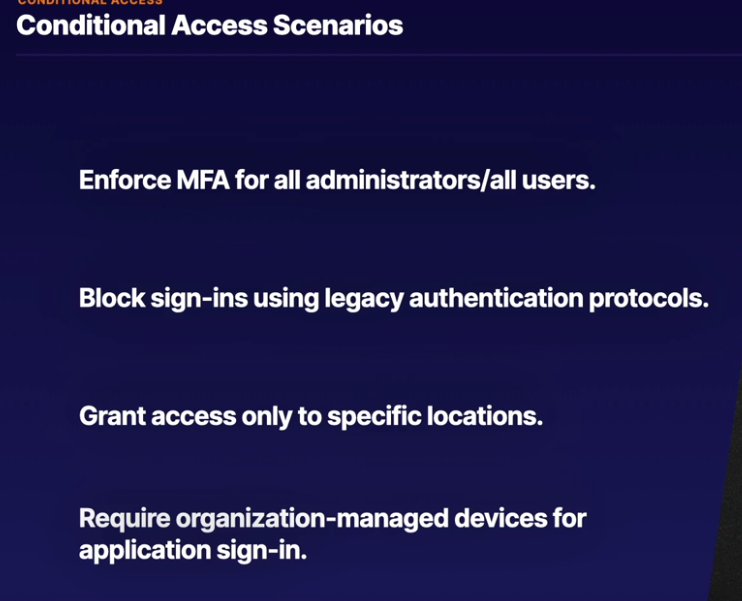 CONDITIONAL ACCESS
Conditional Access Scenarios
Enforce MFA for all administrators/all users.
Block sign-ins using legacy authentication protocols.
Grant access only to specific locations.
Require organization-managed devices for
application sign-in.